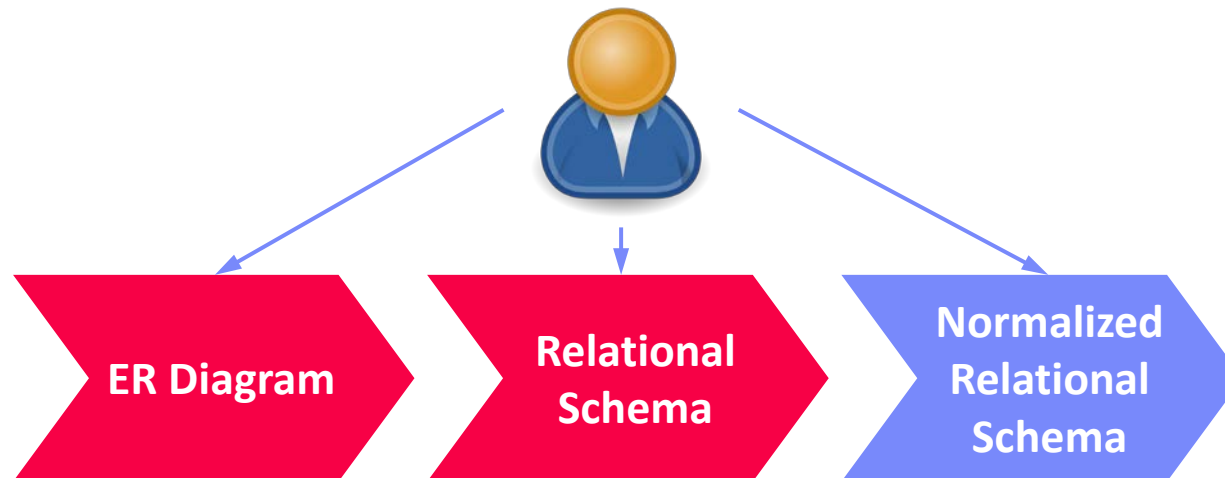 ER Diagram
Relational
Schema
Normalized
Relational
Schema